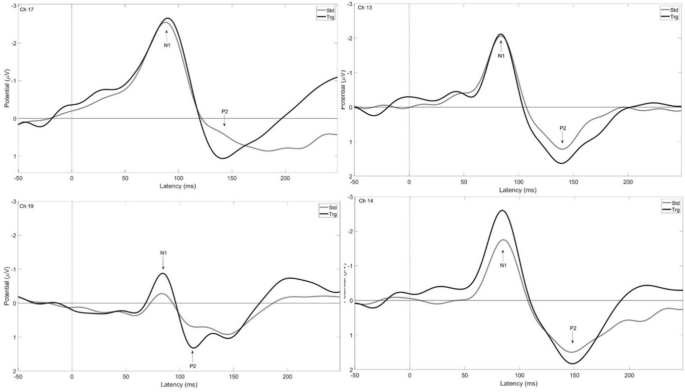 Ch 17
Std
Trg
Potential (µV)
-3
-2
-1
0
1
N1
P2
-50 0 50 100 150 200
Latency (ms)
Ch 13
Std
Trg
Potential (µV)
-3
-2
-1
0
1
2
N1
P2
-50 0 50 100 150 200
Latency (ms)
Ch 19
Std
Trg
Potential (µV)
-3
-2
-1
0
1
2
N1
P2
-50 0 50 100 150 200
Latency (ms)
Ch 14
Std
Trg
-3
-2
-1
0
1
2
N1
P2
-50 0 50 100 150 200
Latency (ms)